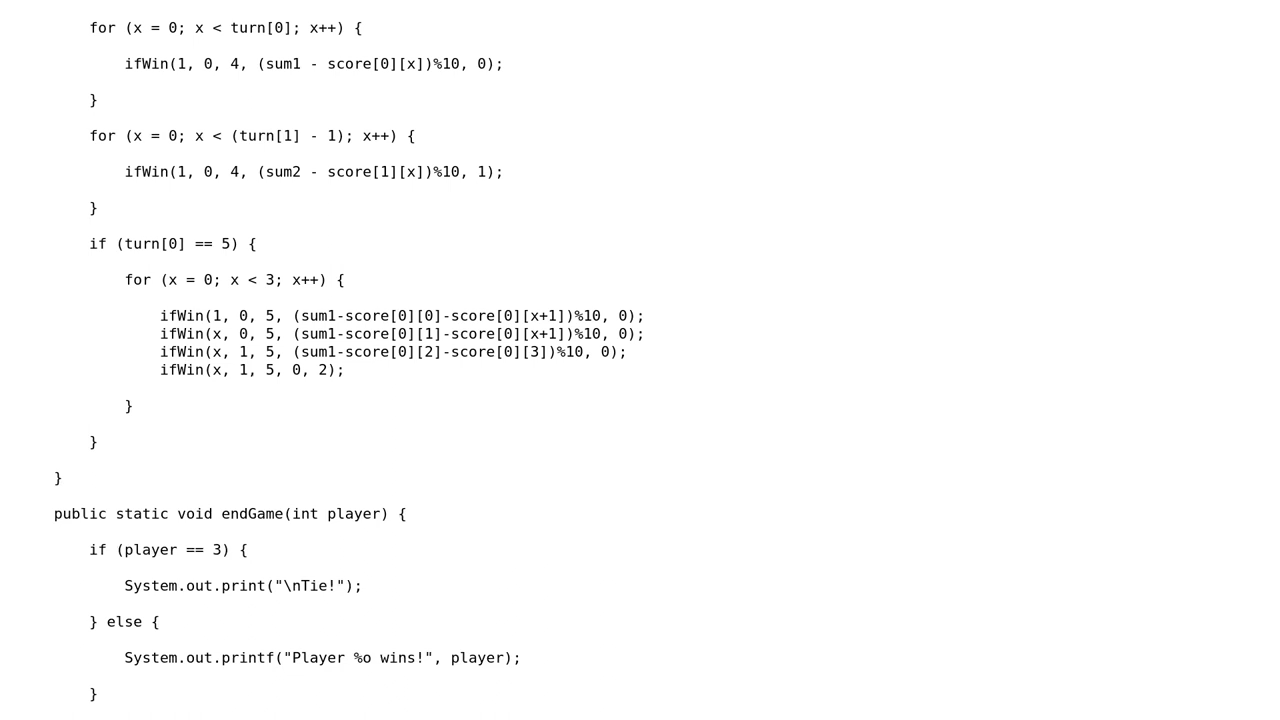 for (x = 0; x < turn[0]; x++) {
ifWin(1, 0, 4, (sum1 - score[0][x])%10, 0);
}
for (x = 0; x < (turn[1] - 1); x++) {
ifWin(1, 0, 4, (sum2 - score[1][x])%10, 1);
}
if (turn[0] == 5) {
for (x = 0; x < 3; x++) {
ifWin(1, 0, 5, (sum1-score[0][0]-score[0][x+1])%10, 0);
ifWin(x, 0, 5, (sum1-score[0][1]-score[0][x+1])%10, 0);
ifWin(x, 1, 5, (sum1-score[0][2]-score[0][3])%10, 0);
ifWin(x, 1, 5, 0, 2);
}
}
}
public static void endGame(int player) {
if (player == 3) {
System.out.print("\nTie!");
} else {
System.out.printf("Player %o wins!", player);
}